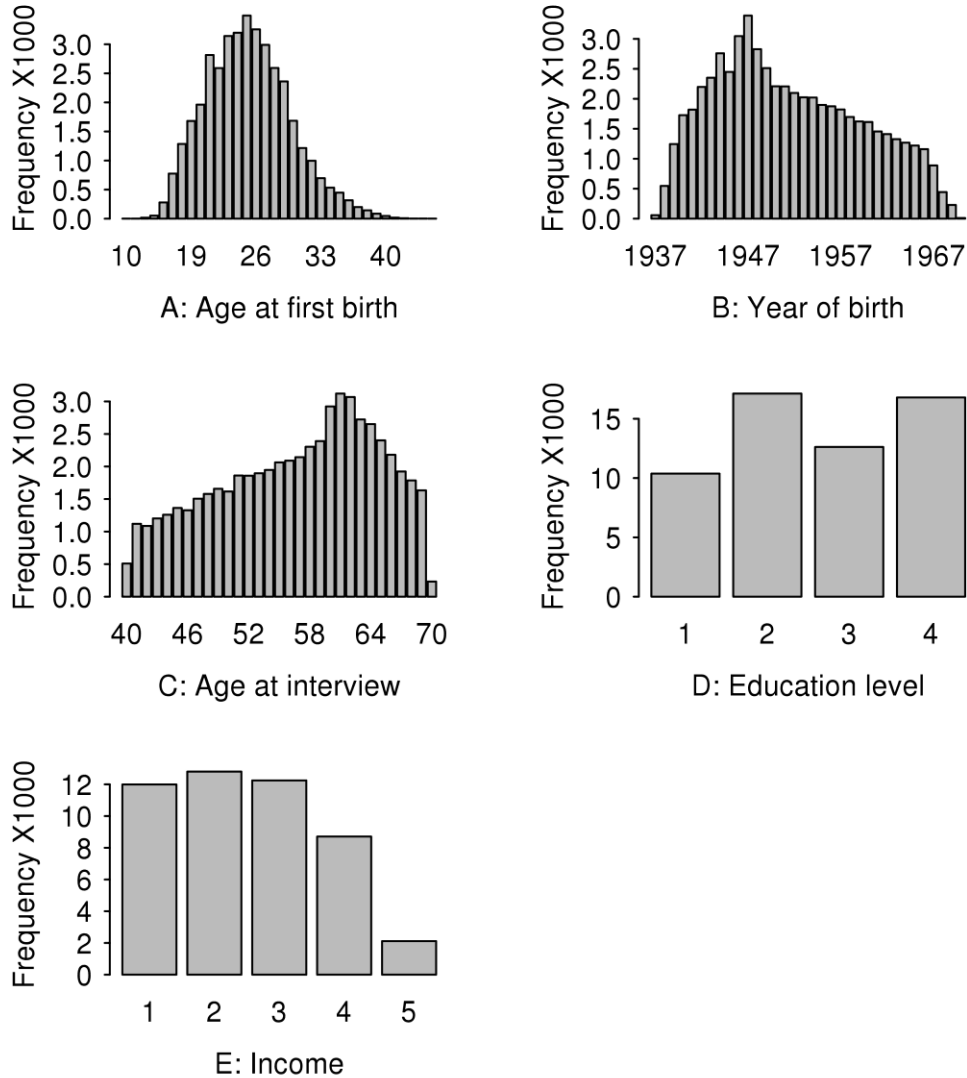 Frequency X1000
3.0
2.5
2.0
1.5
1.0
0.5
0.0
10 19 26 33 40
A: Age at first birth
Frequency X1000
3.0
2.5
2.0
1.5
1.0
0.5
0.0
1937 1947 1957 1967
B: Year of birth
Frequency X1000
3.0
2.5
2.0
1.5
1.0
0.5
0.0
40 46 52 58 64 70
C: Age at interview
Frequency X1000
15
10
5
0
1 2 3 4
D: Education level
Frequency X1000
12
10
8
6
4
2
0
1 2 3 4 5
E: Income